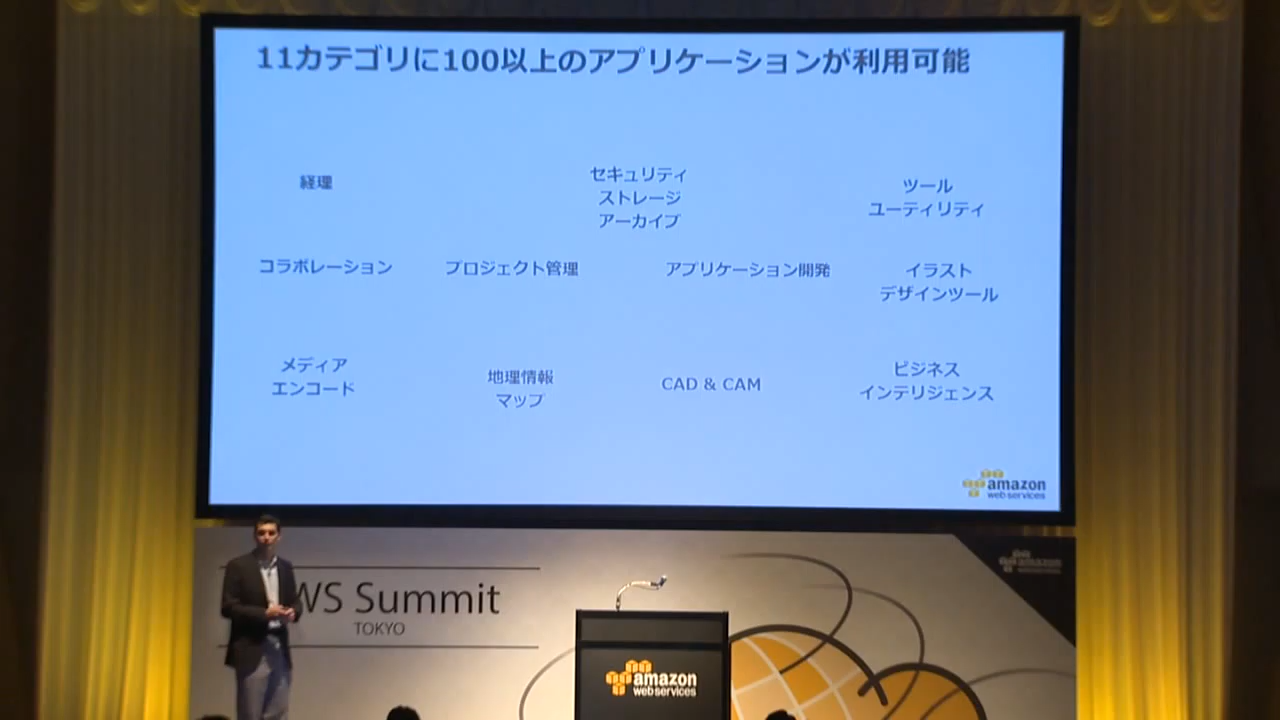 11カテゴリに100以上のアプリケーションが利用可能
経理
セキュリティ
ストレージ
アーカイブ
ツール
ユーティリティ
コラボレーション
プロジェクト管理
アプリケーション開発
イラスト
デザインツール
メディア
エンコード
地理情報
マップ
CAD & CAM
ビジネス
インテリジェンス
amazon
web services
WS Summit
TOKYO
amazon
amazon
web services